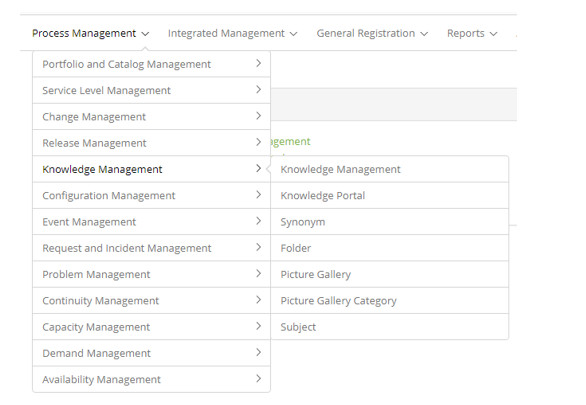 Process Management
Integrated Management
General Registration
Reports
Portfolio and Catalog Management
Service Level Management
Change Management
Release Management
Knowledge Management
Configuration Management
Event Management
Request and Incident Management
Problem Management
Continuity Management
Capacity Management
Demand Management
Availability Management
Knowledge Management
Knowledge Portal
Synonym
Folder
Picture Gallery
Picture Gallery Category
Subject